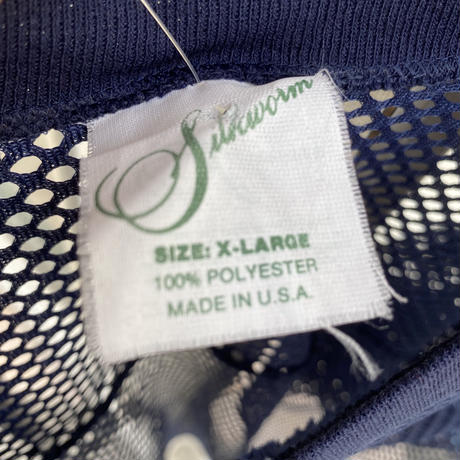 Silkworm
SIZE: X-LARGE
100% POLYESTER
MADE IN U.S.A.